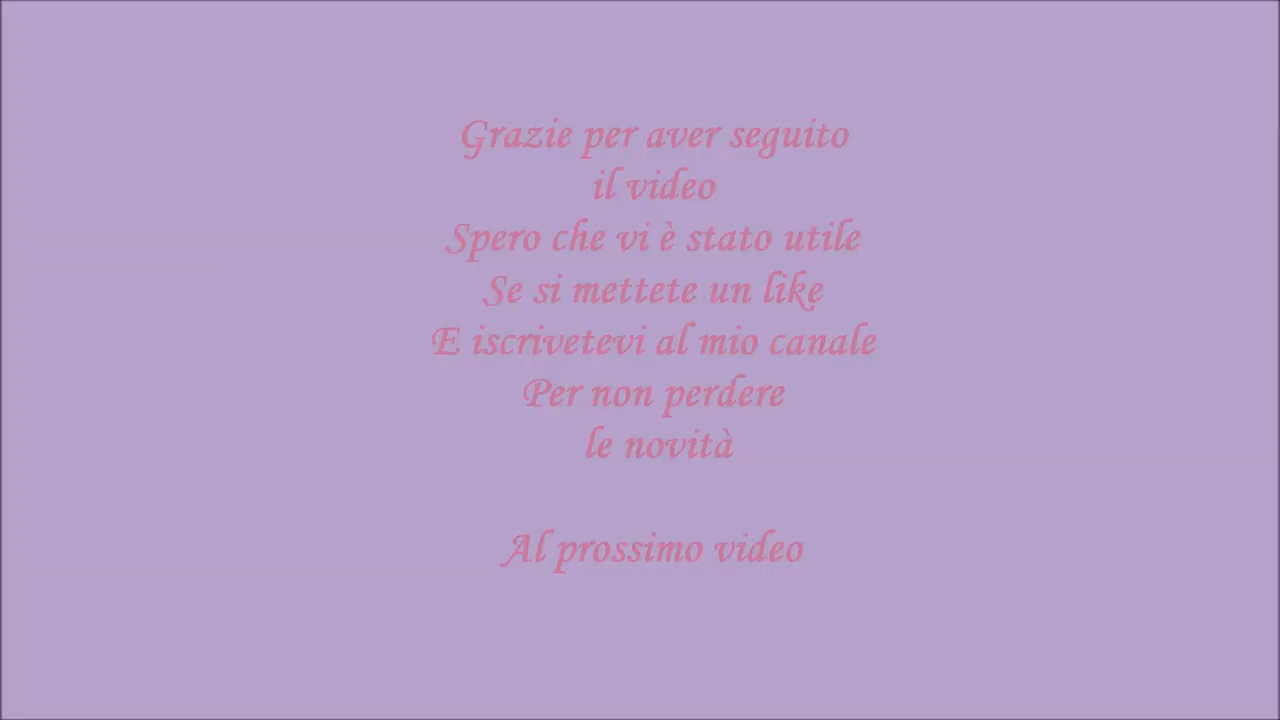 Grazie per aver seguito
il video
Spero che vi è stato utile
Se si mettete un like
E iscrivetevi al mio canale
Per non perdere
le novità
Al prossimo video